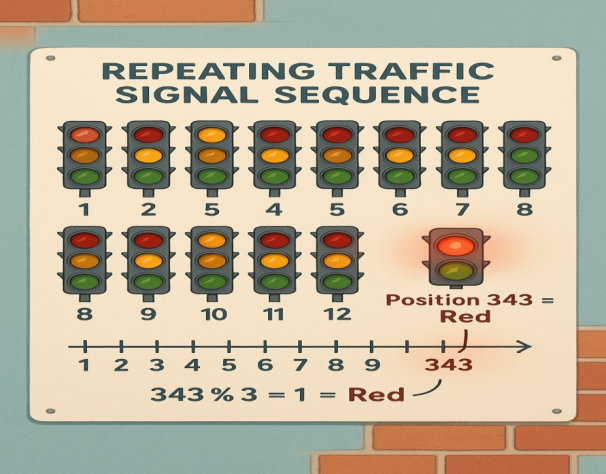 REPEATING TRAFFIC
SIGNAL SEQUENCE
1 2 5 4 5 6 7 8
8 9 10 11 12
Position 343 =
Red
1 2 3 4 5 6 7 8 9 343
343 % 3 = 1 = Red